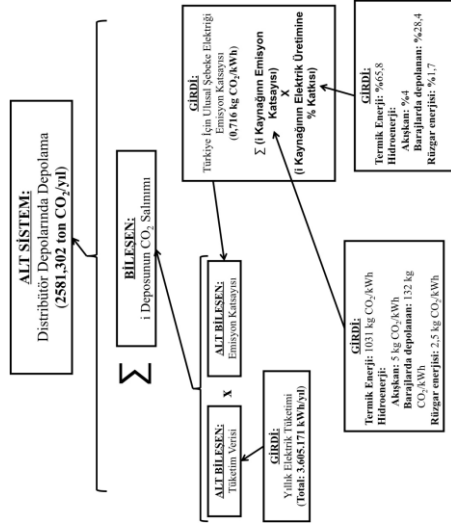 ALT SİSTEM:
Distribütör Depolarında Depolama
(2581,302 ton CO₂/yıl)
Σ
BİLEŞEN:
i Deposunun CO₂ Salınımı
ALT BİLEŞEN:
Tüketim Verisi
x
ALT BİLEŞEN:
Emisyon Katsayısı
GİRDİ:
Yıllık Elektrik Tüketimi
(Total: 3.605.171 kWh/yıl)
GİRDİ:
Türkiye İçin Ulusal Şebeke Elektriği
Emisyon Katsayısı
(0,716 kg CO₂/kWh)
Σ (i Kaynağının Emisyon
Katsayısı)
X
(i Kaynağının Elektrik Üretimine
% Katkısı)
GİRDİ:
Termik Enerji: 1031 kg CO₂/kWh
Hidroenerji:
Akışkan: 5 kg CO₂/kWh
Barajlarda depolanan: 132 kg
CO₂/kWh
Rüzgar enerjisi: 2,5 kg CO₂/kWh
GİRDİ:
Termik Enerji: %65,8
Hidroenerji:
Akışkan: %4
Barajlarda depolanan: %28,4
Rüzgar enerjisi: %1,7